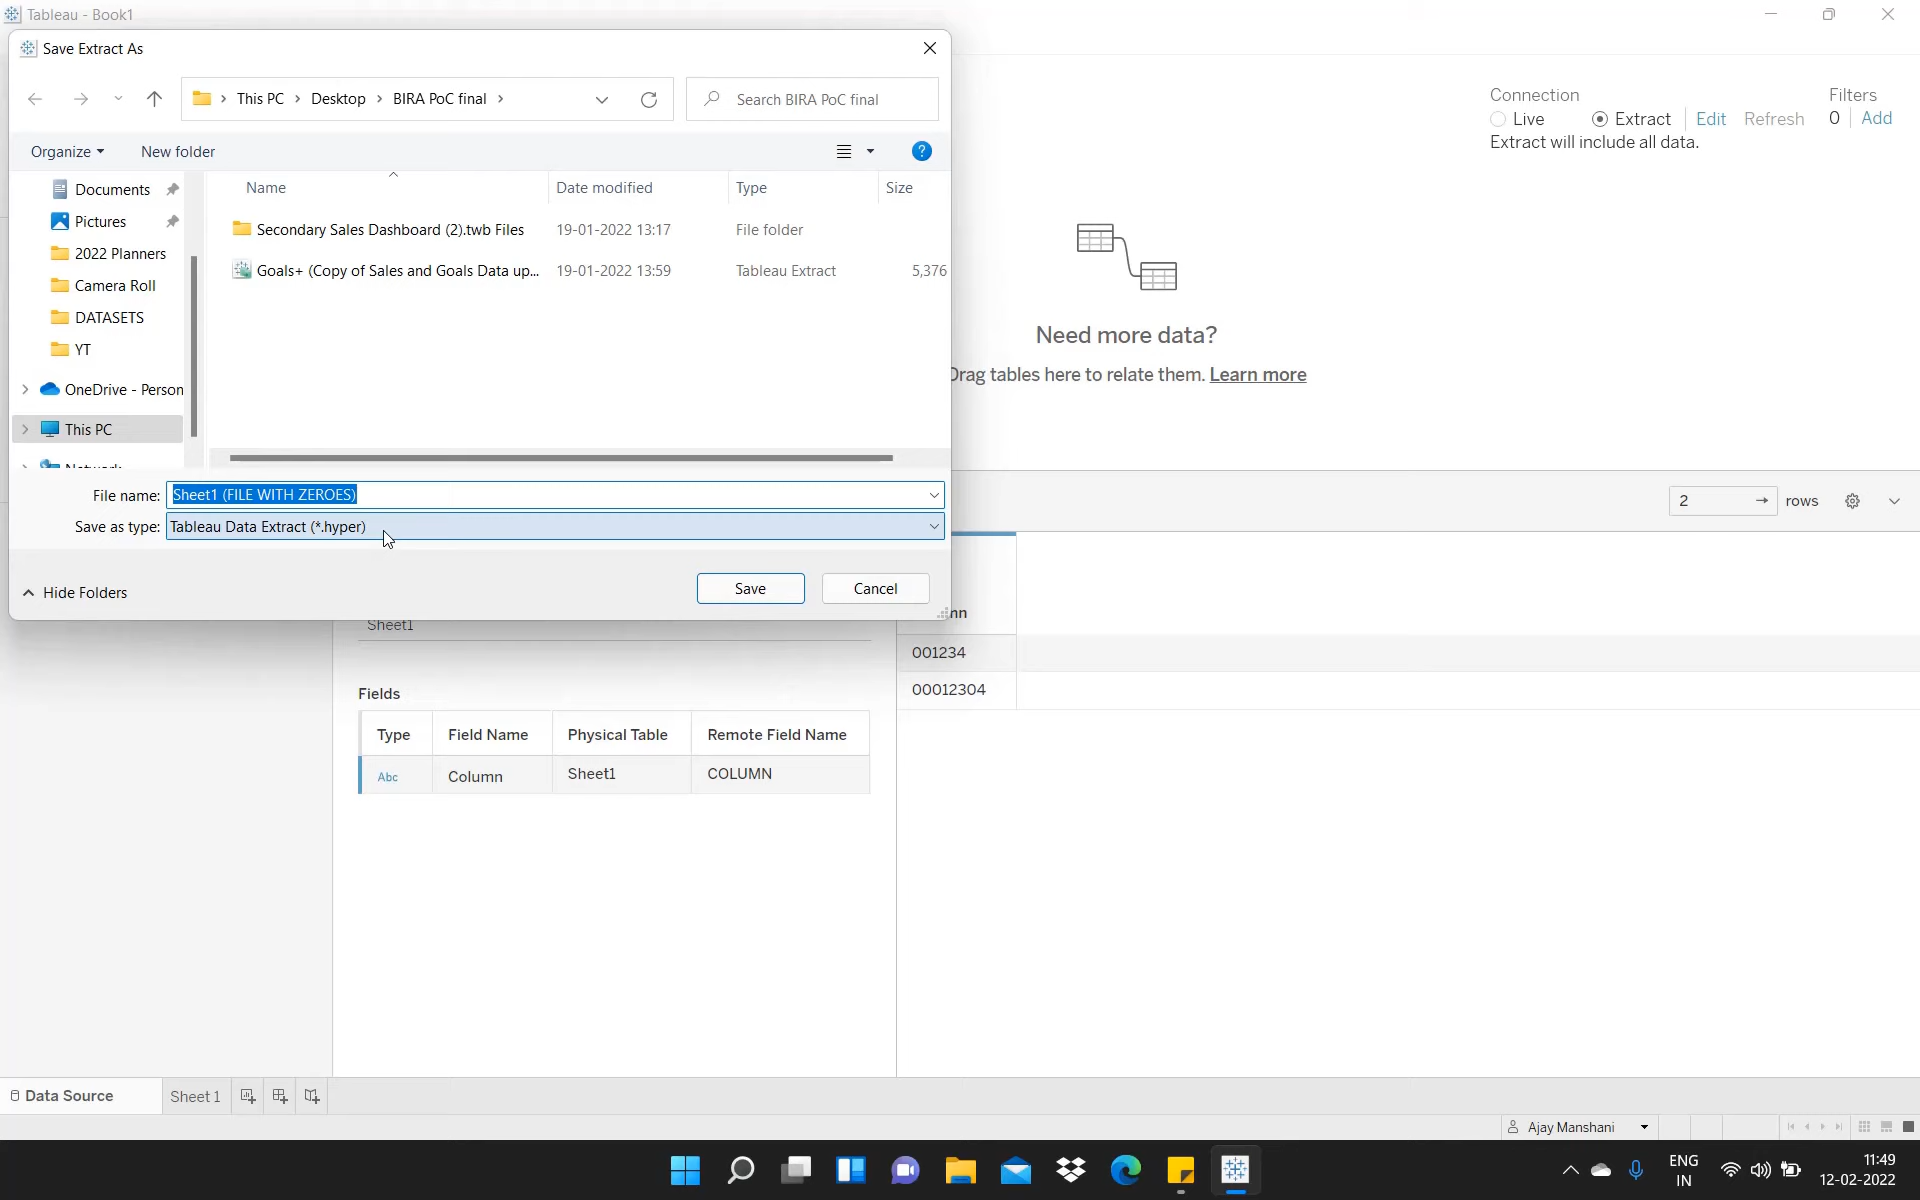 Tableau - Book1
Save Extract As
This PC > Desktop > BIRA PoC final >
Search BIRA PoC final
Organize
New folder
?
Name
Date modified
Type
Size
Documents
Pictures
2022 Planners
Camera Roll
DATASETS
YT
OneDrive - Person
This PC
Secondary Sales Dashboard (2).twb Files 19-01-2022 13:17 File folder
Goals+ (Copy of Sales and Goals Data up... 19-01-2022 13:59 Tableau Extract 5,376
File name: Sheet1 (FILE WITH ZEROES)
Save as type: Tableau Data Extract (*.hyper)
Hide Folders
Save
Cancel
Connection
Live
Extract
Edit
Refresh
Filters
0
Add
Extract will include all data.
Need more data?
Drag tables here to relate them. Learn more
2
→
rows
Sheet1
Fields
Type Field Name Physical Table Remote Field Name
Abc Column Sheet1 COLUMN
001234
00012304
Data Source
Sheet 1
Ajay Manshani
ENG
IN
11:49
12-02-2022